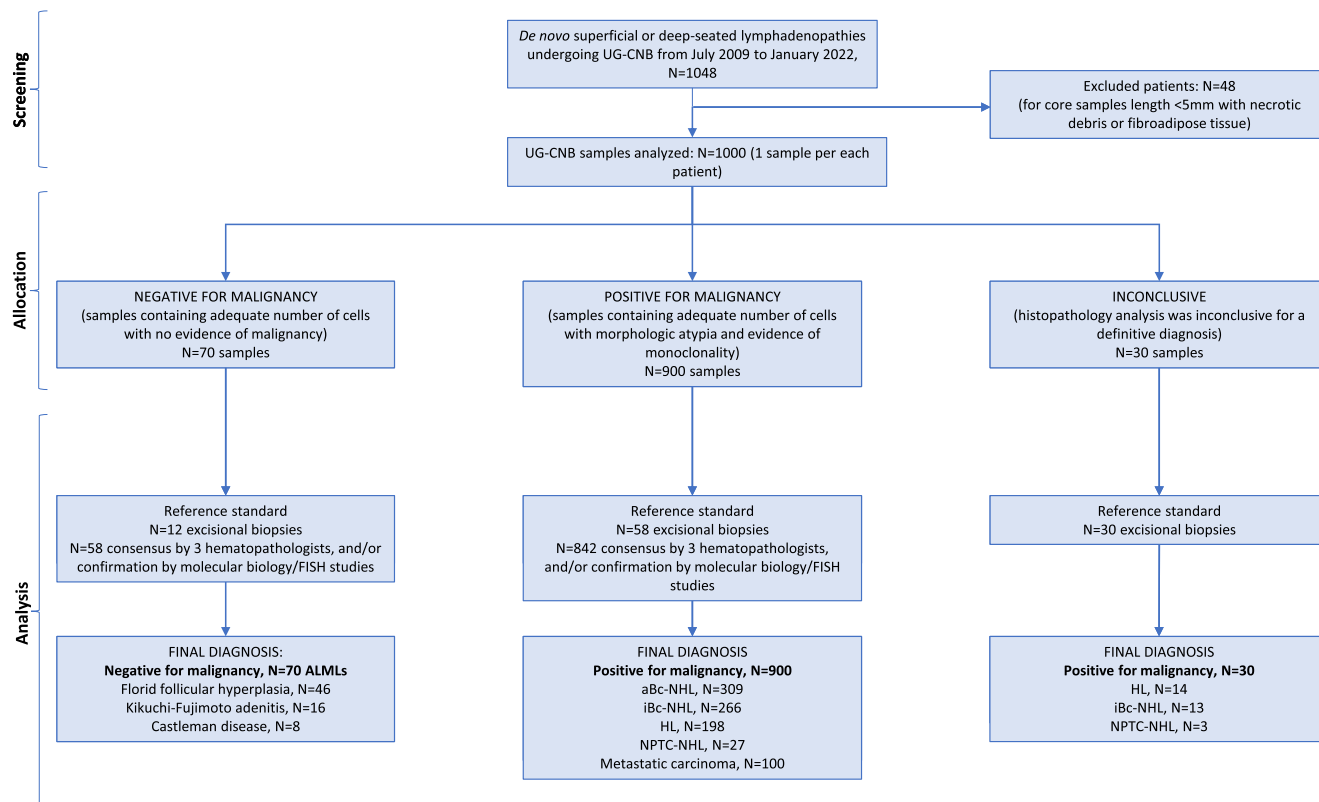 Screening
De novo superficial or deep-seated lymphadenopathies
undergoing UG-CNB from July 2009 to January 2022,
N=1048
Excluded patients: N=48
(for core samples length <5mm with necrotic
debris or fibroadipose tissue)
UG-CNB samples analyzed: N=1000 (1 sample per each
patient)
Allocation
NEGATIVE FOR MALIGNANCY
(samples containing adequate number of cells
with no evidence of malignancy)
N=70 samples
POSITIVE FOR MALIGNANCY
(samples containing adequate number of cells
with morphologic atypia and evidence of
monoclonality)
N=900 samples
INCONCLUSIVE
(histopathology analysis was inconclusive for a
definitive diagnosis)
N=30 samples
Analysis
Reference standard
N=12 excisional biopsies
N=58 consensus by 3 hematopathologists, and/or
confirmation by molecular biology/FISH studies
Reference standard
N=58 excisional biopsies
N=842 consensus by 3 hematopathologists,
and/or confirmation by molecular biology/FISH
studies
Reference standard
N=30 excisional biopsies
FINAL DIAGNOSIS:
Negative for malignancy, N=70 ALMLs
Florid follicular hyperplasia, N=46
Kikuchi-Fujimoto adenitis, N=16
Castleman disease, N=8
FINAL DIAGNOSIS
Positive for malignancy, N=900
aBc-NHL, N=309
iBc-NHL, N=266
HL, N=198
NPTC-NHL, N=27
Metastatic carcinoma, N=100
FINAL DIAGNOSIS
Positive for malignancy, N=30
HL, N=14
iBc-NHL, N=13
NPTC-NHL, N=3